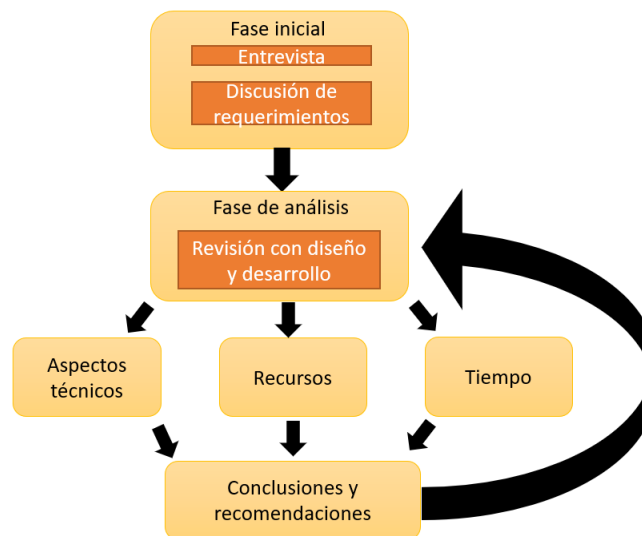 Fase inicial
Entrevista
Discusión de
requerimientos
Fase de análisis
Revisión con diseño
y desarrollo
Aspectos
técnicos
Recursos
Tiempo
Conclusiones y
recomendaciones